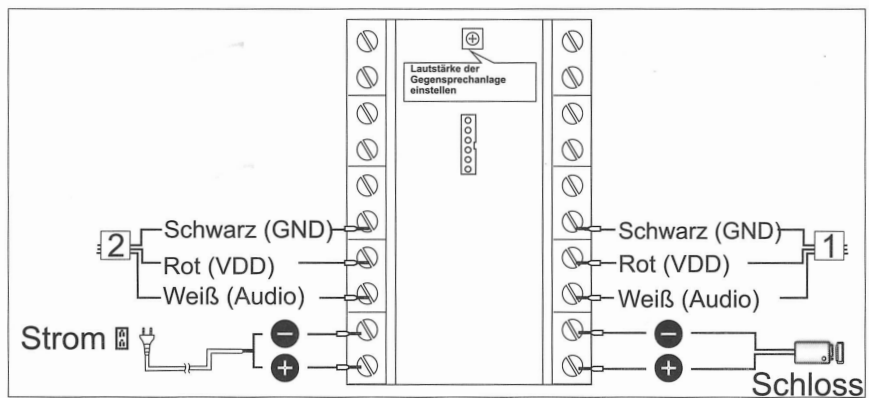 Lautstärke der
Gegensprechanlage
einstellen
2
Schwarz (GND)
Rot (VDD)
Weiß (Audio)
Strom
−
+
Schwarz (GND)
Rot (VDD)
Weiß (Audio)
1
−
+
Schloss